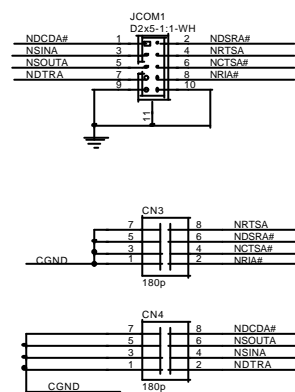 JCOM1
D2x5-1:1-WH
NDCDA# 1 2 NDSRA#
NSINA 3 4 NRTSA
NSOUTA 5 6 NCTSA#
NDTRA 7 8 NRIA#
9 10
11
CN3
7 8 NRTSA
5 6 NDSRA#
3 4 NCTSA#
CGND 1 2 NRIA#
180p
CN4
7 8 NDCDA#
5 6 NSOUTA
3 4 NSINA
1 2 NDTRA
CGND 180p